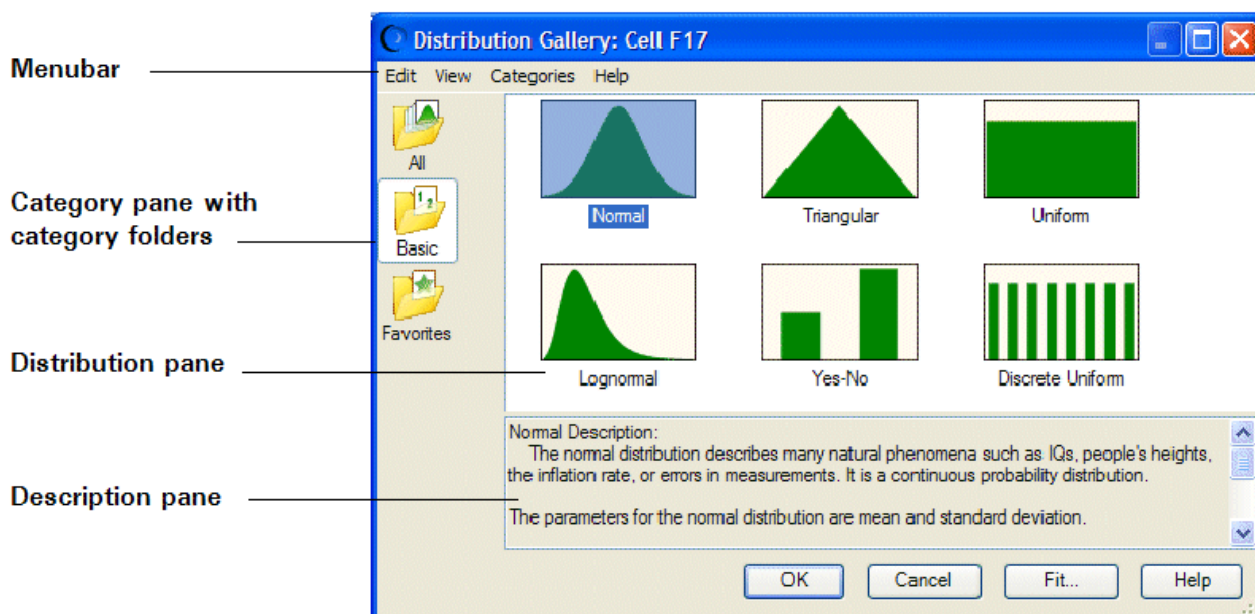 Distribution Gallery: Cell F17
Menubar
Edit View Categories Help
All
Category pane with
category folders
Basic
Favorites
Normal Triangular Uniform
Distribution pane
Lognormal Yes-No Discrete Uniform
Normal Description:
The normal distribution describes many natural phenomena such as IQs, people's heights,
the inflation rate, or errors in measurements. It is a continuous probability distribution.
Description pane
The parameters for the normal distribution are mean and standard deviation.
OK Cancel Fit... Help